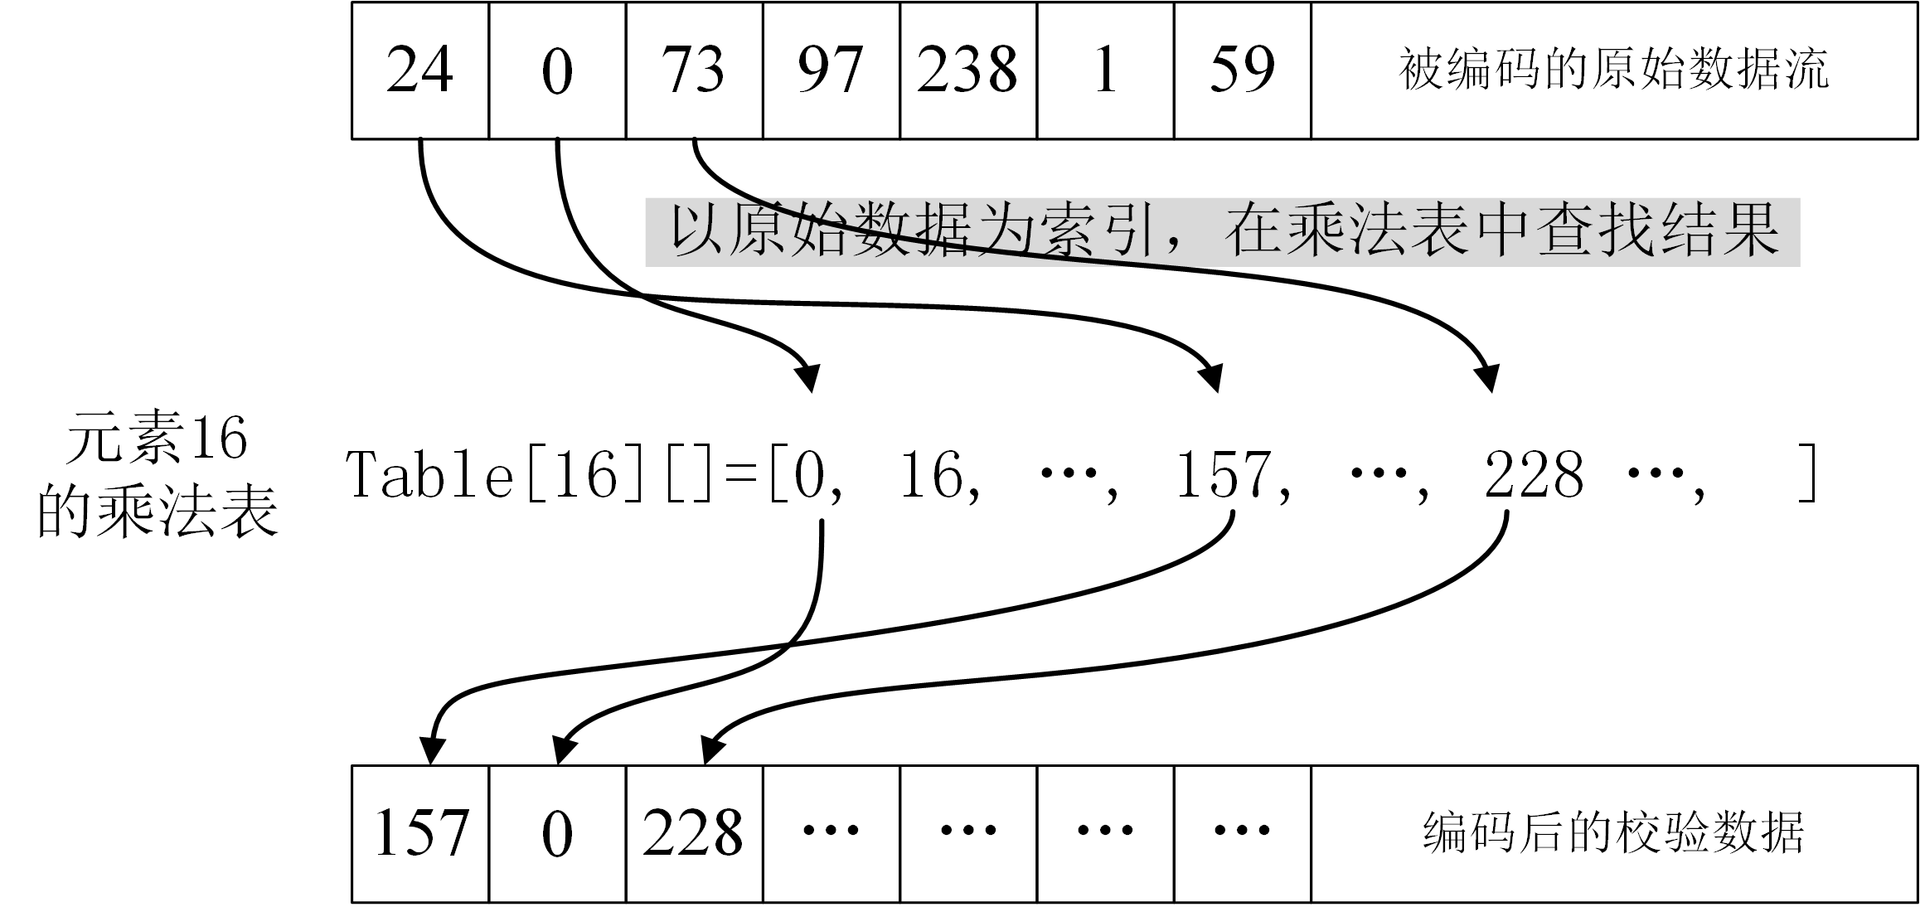 24 0 73 97 238 1 59 被编码的原始数据流
以原始数据为索引，在乘法表中查找结果
元素16
的乘法表
Table[16][]=[0, 16, …, 157, …, 228 …, ]
157 0 228 … … … … 编码后的校验数据